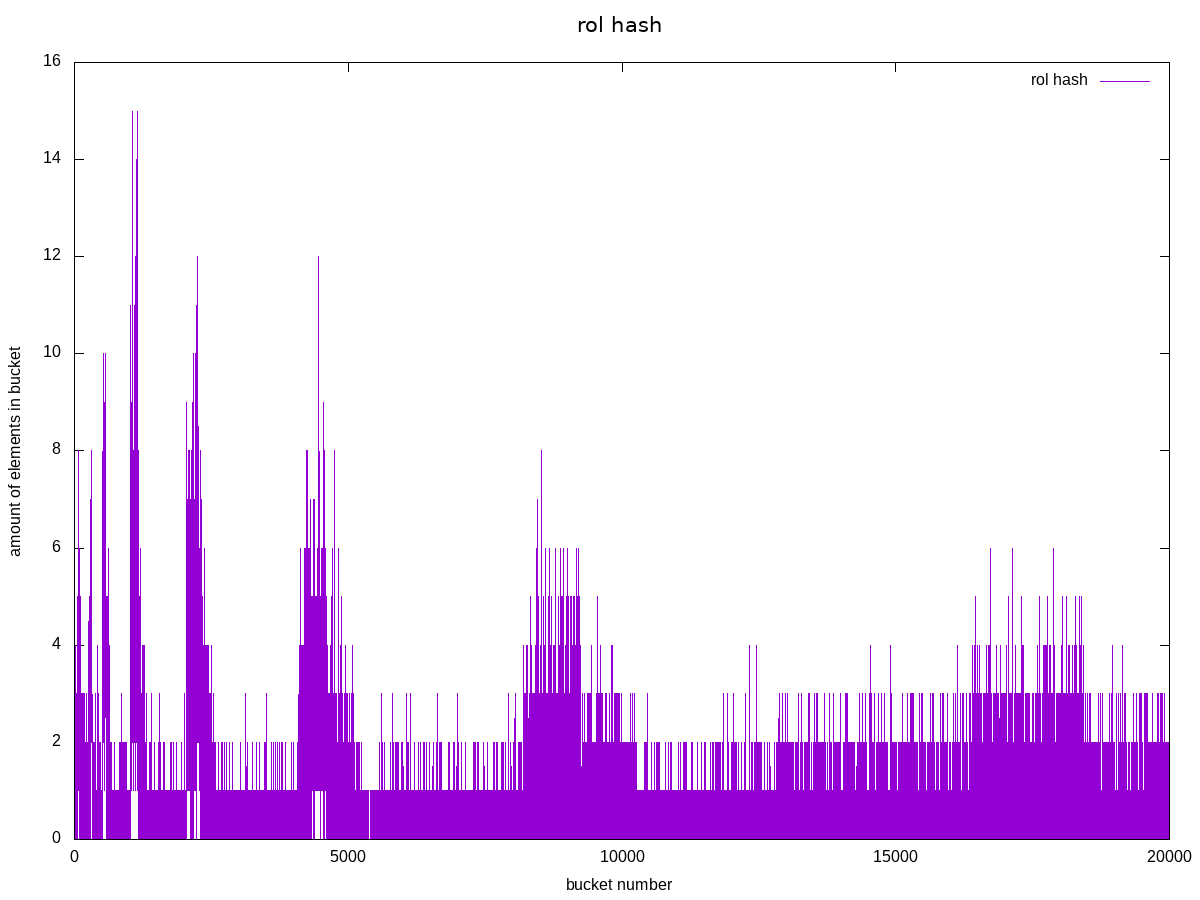 rol hash
rol hash
amount of elements in bucket
16
14
12
10
8
6
4
2
0
0 5000 10000 15000 20000
bucket number